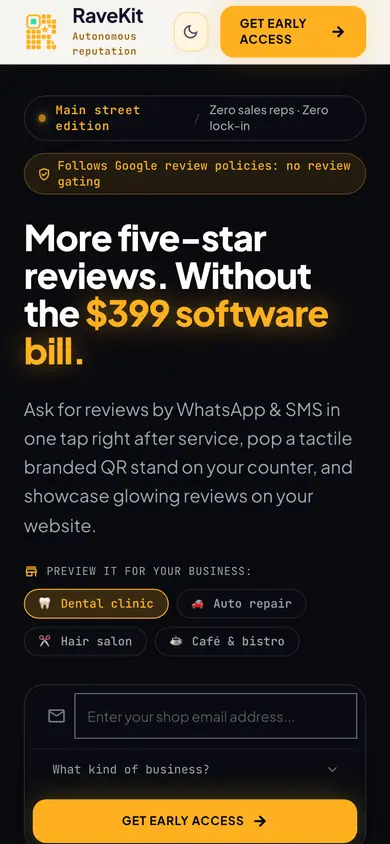 RaveKit
Autonomous
reputation
GET EARLY
ACCESS →
Main street
edition
/
Zero sales reps · Zero
lock-in
Follows Google review policies: no review
gating
More five-star
reviews. Without
the $399 software
bill.
Ask for reviews by WhatsApp & SMS in
one tap right after service, pop a tactile
branded QR stand on your counter, and
showcase glowing reviews on your
website.
PREVIEW IT FOR YOUR BUSINESS:
Dental clinic
Auto repair
Hair salon
Café & bistro
Enter your shop email address...
What kind of business?
GET EARLY ACCESS →